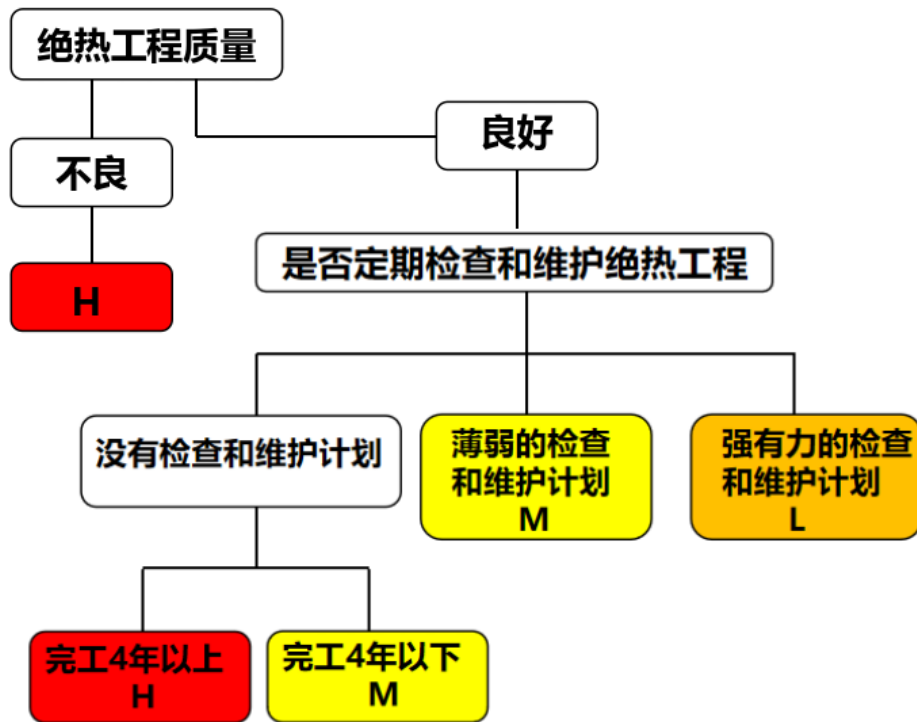 绝热工程质量
良好
不良
是否定期检查和维护绝热工程
H
没有检查和维护计划
薄弱的检查
和维护计划
M
强有力的检查
和维护计划
L
完工4年以上
H
完工4年以下
M